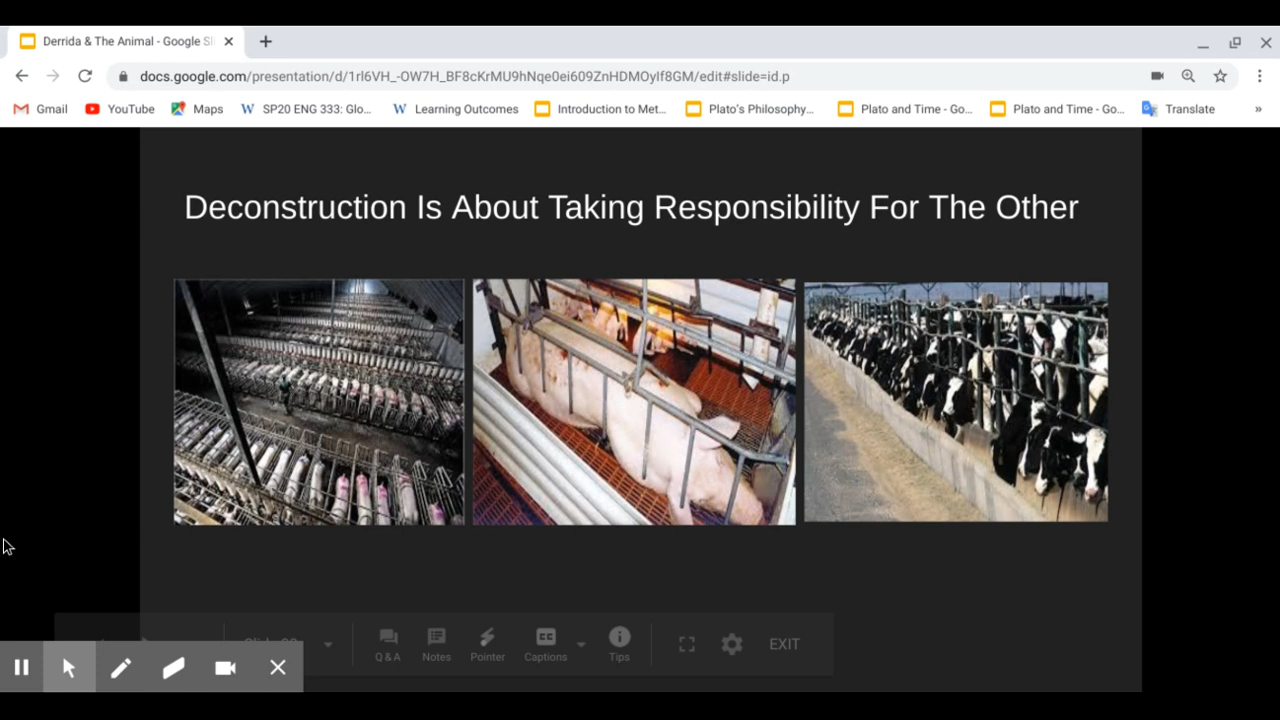 Derrida & The Animal - Google Sl
docs.google.com/presentation/d/1rl6VH_-OW7H_BF8cKrMU9hNqe0ei609ZnHDMOyIf8GM/edit#slide=id.p
Gmail YouTube Maps SP20 ENG 333: Glo... Learning Outcomes Introduction to Met... Plato's Philosophy... Plato and Time - Go... Plato and Time - Go... Translate »
Deconstruction Is About Taking Responsibility For The Other
Slide
Q & A Notes Pointer Captions Tips EXIT